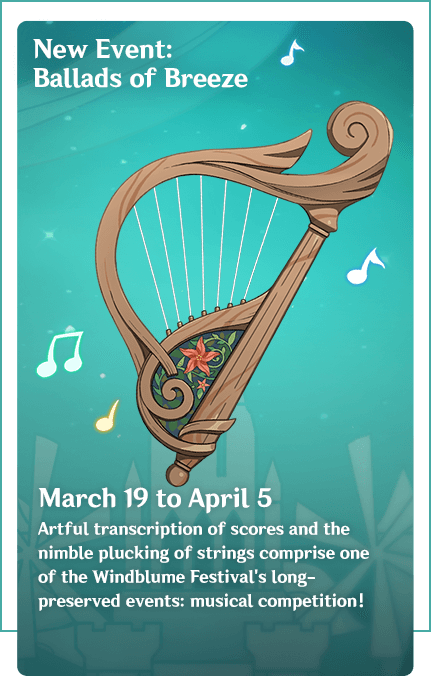 New Event:
Ballads of Breeze
March 19 to April 5
Artful transcription of scores and the
nimble plucking of strings comprise one
of the Windblume Festival's long-
preserved events: musical competition!